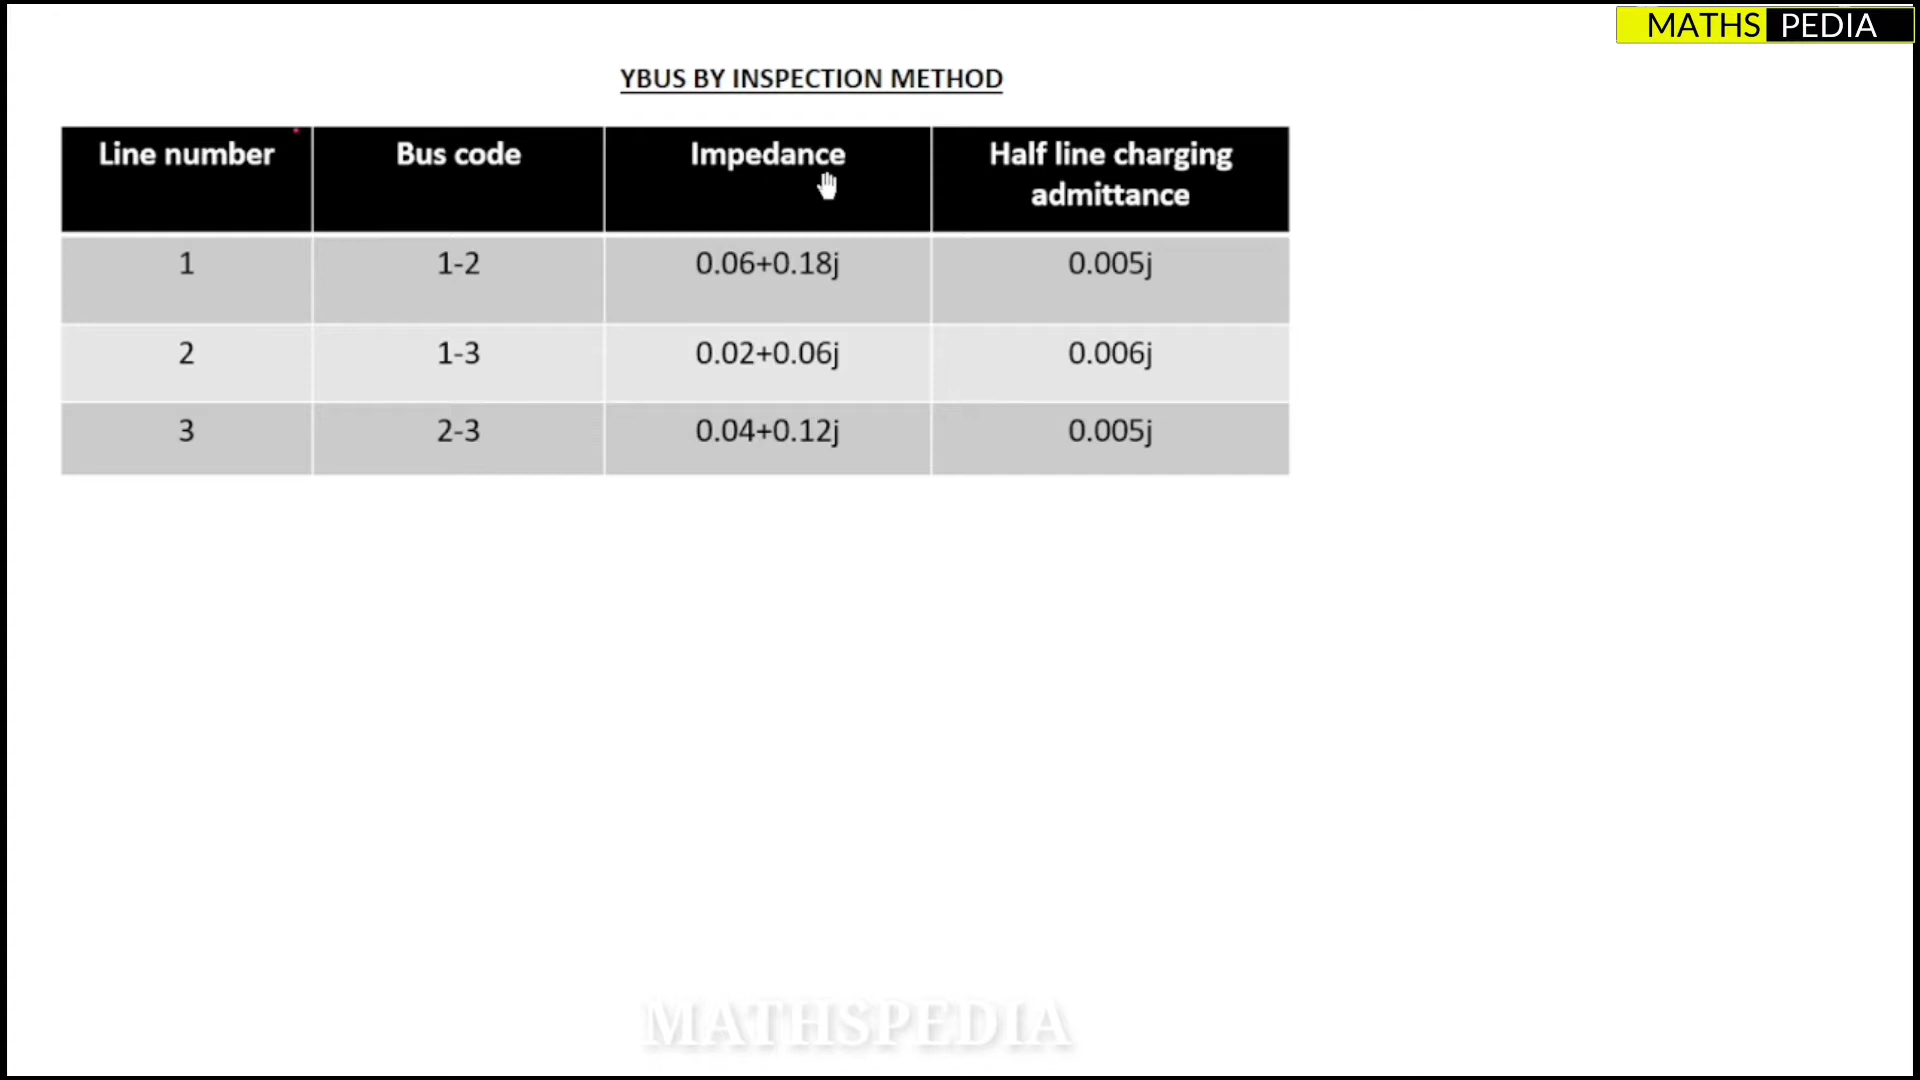 MATHS PEDIA
YBUS BY INSPECTION METHOD
Line number Bus code Impedance Half line charging admittance
1 1-2 0.06+0.18j 0.005j
2 1-3 0.02+0.06j 0.006j
3 2-3 0.04+0.12j 0.005j
MATHSPEDIA